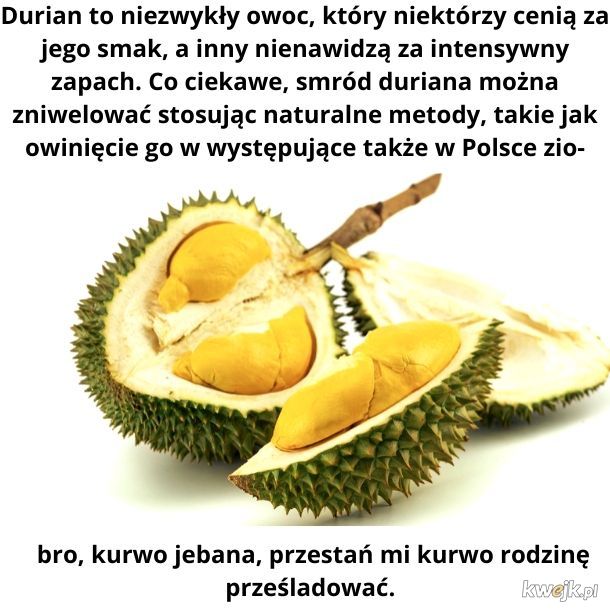 Durian to niezwykły owoc, który niektórzy cenią za
jego smak, a inny nienawidzą za intensywny
zapach. Co ciekawe, smród duriana można
zniwelować stosując naturalne metody, takie jak
owinięcie go w występujące także w Polsce zio-
bro, kurwo jebana, przestań mi kurwo rodzinę
prześladować.
kwejk.pl